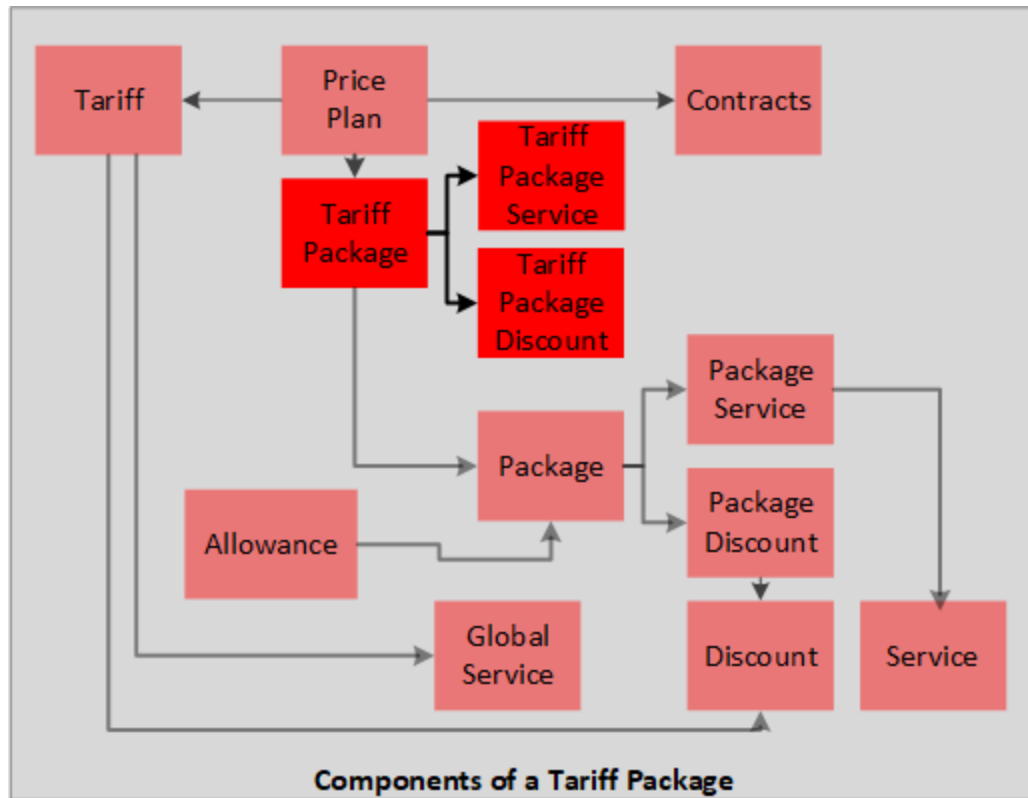 Tariff
Price
Plan
Contracts
Tariff
Package
Service
Tariff
Package
Tariff
Package
Discount
Package
Service
Package
Package
Discount
Allowance
Global
Service
Discount
Service
Components of a Tariff Package